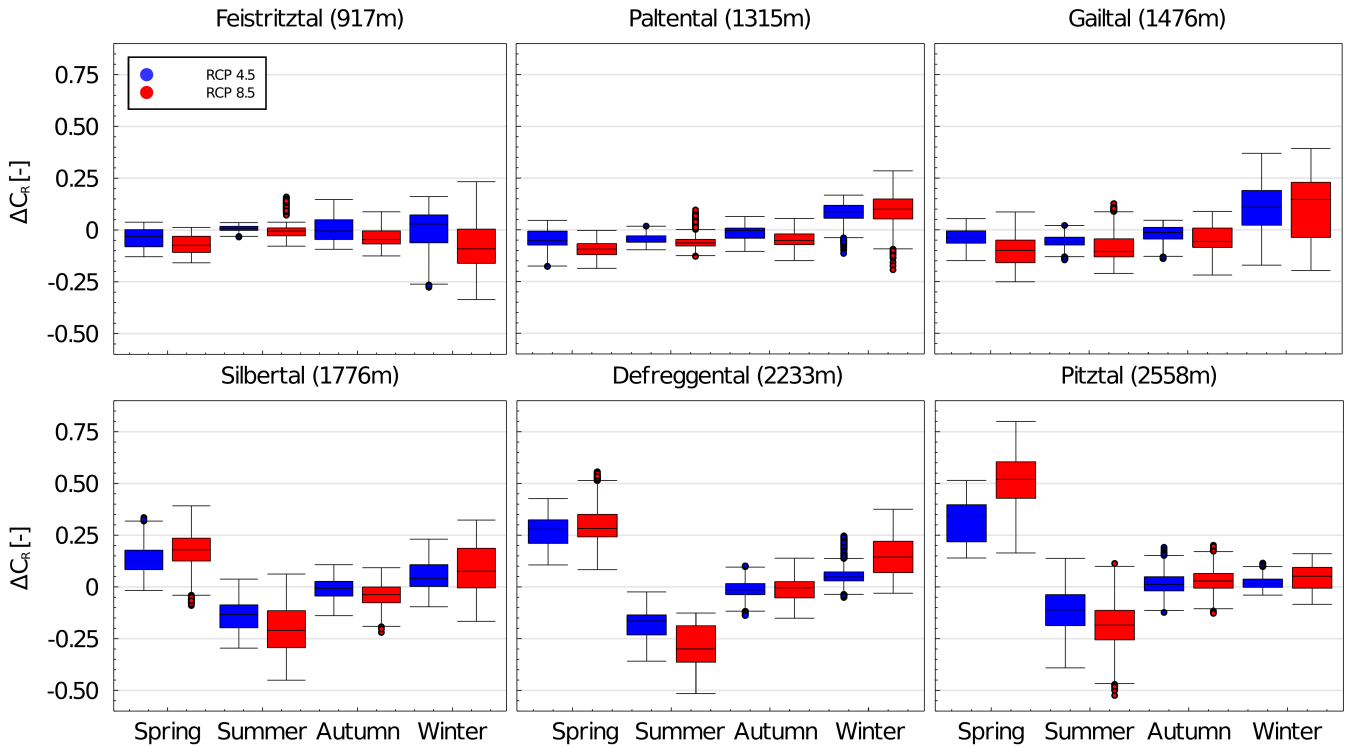 Feistritztal (917m) Paltental (1315m) Gailtal (1476m)
RCP 4.5
RCP 8.5
ΔC_R [-]
0.75
0.50
0.25
0
-0.25
-0.50
Silbertal (1776m) Defreggental (2233m) Pitztal (2558m)
ΔC_R [-]
0.75
0.50
0.25
0
-0.25
-0.50
Spring Summer Autumn Winter Spring Summer Autumn Winter Spring Summer Autumn Winter